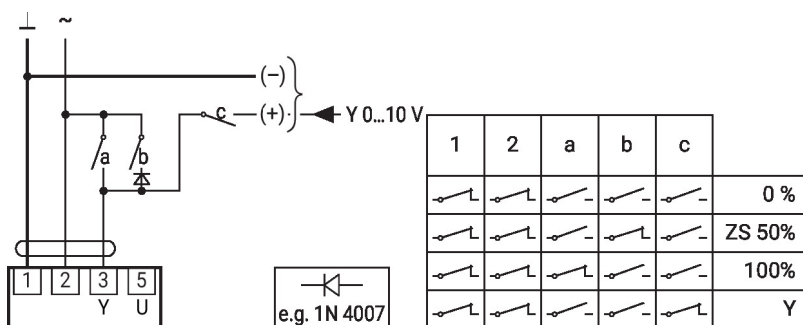 ⊥ ~
(−)
c (+) Y 0...10 V
a b
1 2 3 5
Y U
e.g. 1N 4007
1 2 a b c
0 %
ZS 50%
100%
Y